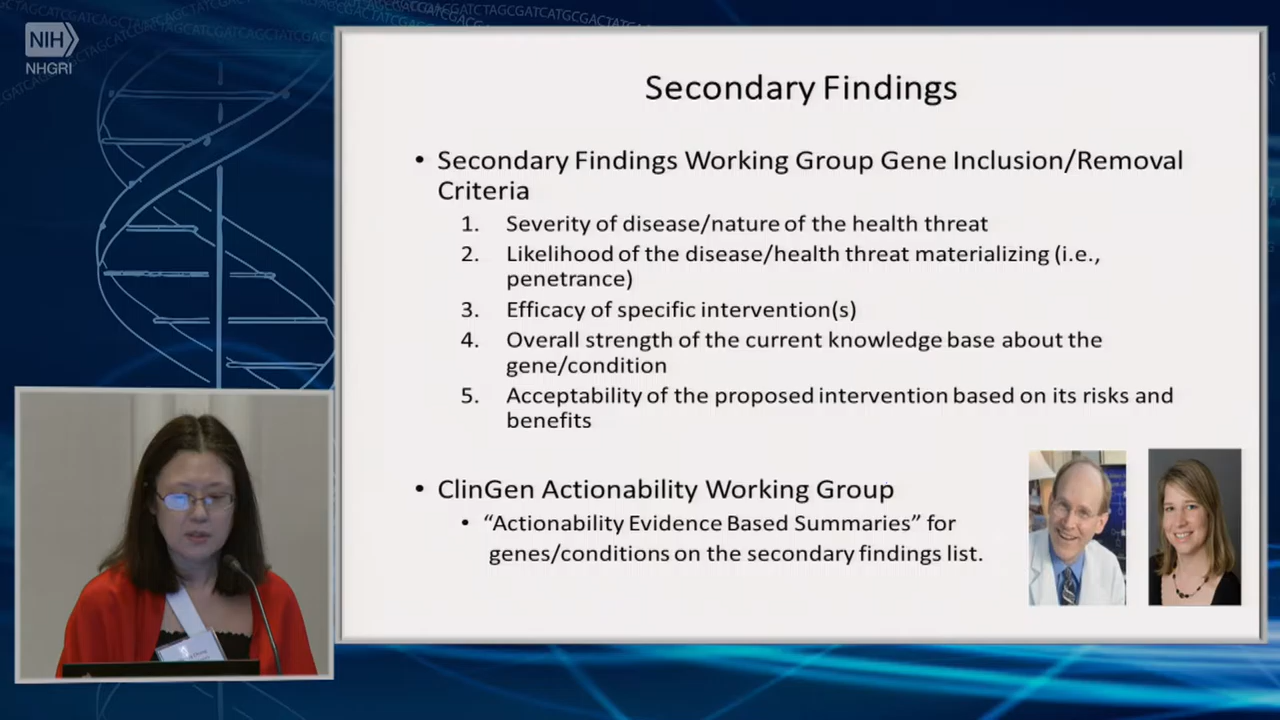 CTAGCGATCAGCTAGCGATCATGCGACTATC
NIH
NHGRI
Secondary Findings
• Secondary Findings Working Group Gene Inclusion/Removal
Criteria
1. Severity of disease/nature of the health threat
2. Likelihood of the disease/health threat materializing (i.e.,
penetrance)
3. Efficacy of specific intervention(s)
4. Overall strength of the current knowledge base about the
gene/condition
5. Acceptability of the proposed intervention based on its risks and
benefits
• ClinGen Actionability Working Group
• “Actionability Evidence Based Summaries” for
genes/conditions on the secondary findings list.